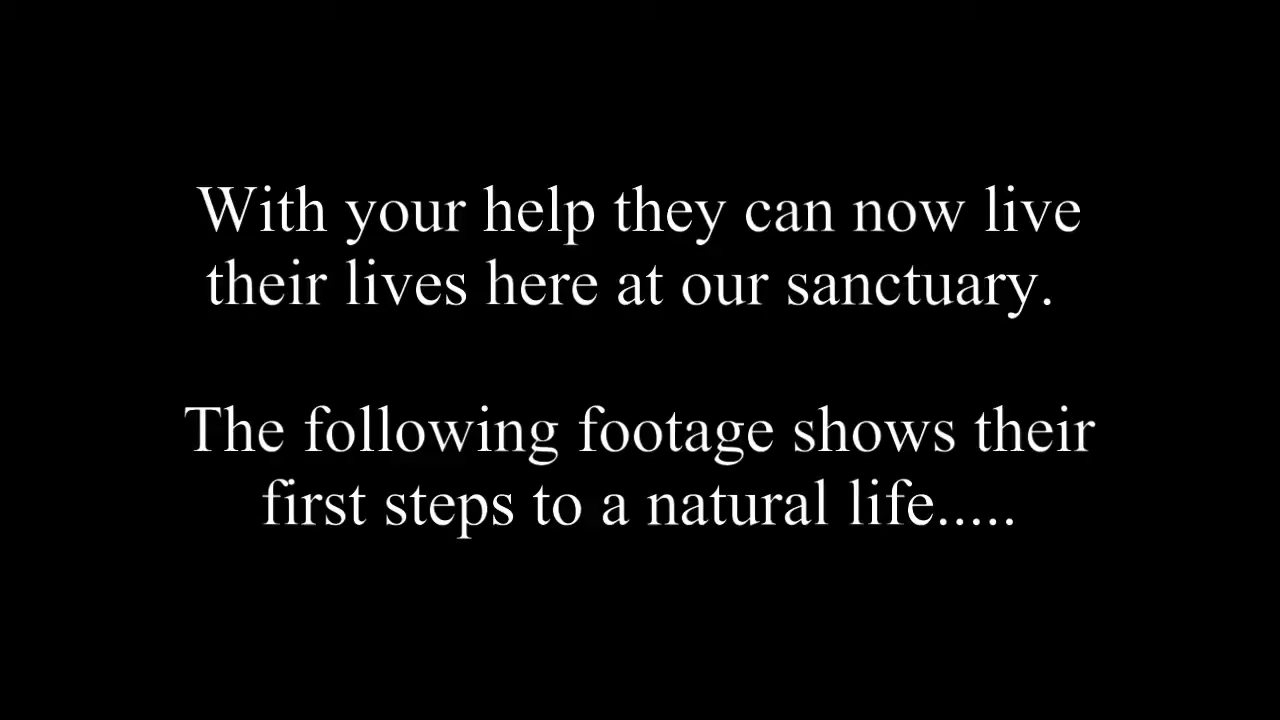 With your help they can now live
their lives here at our sanctuary.
The following footage shows their
first steps to a natural life.....